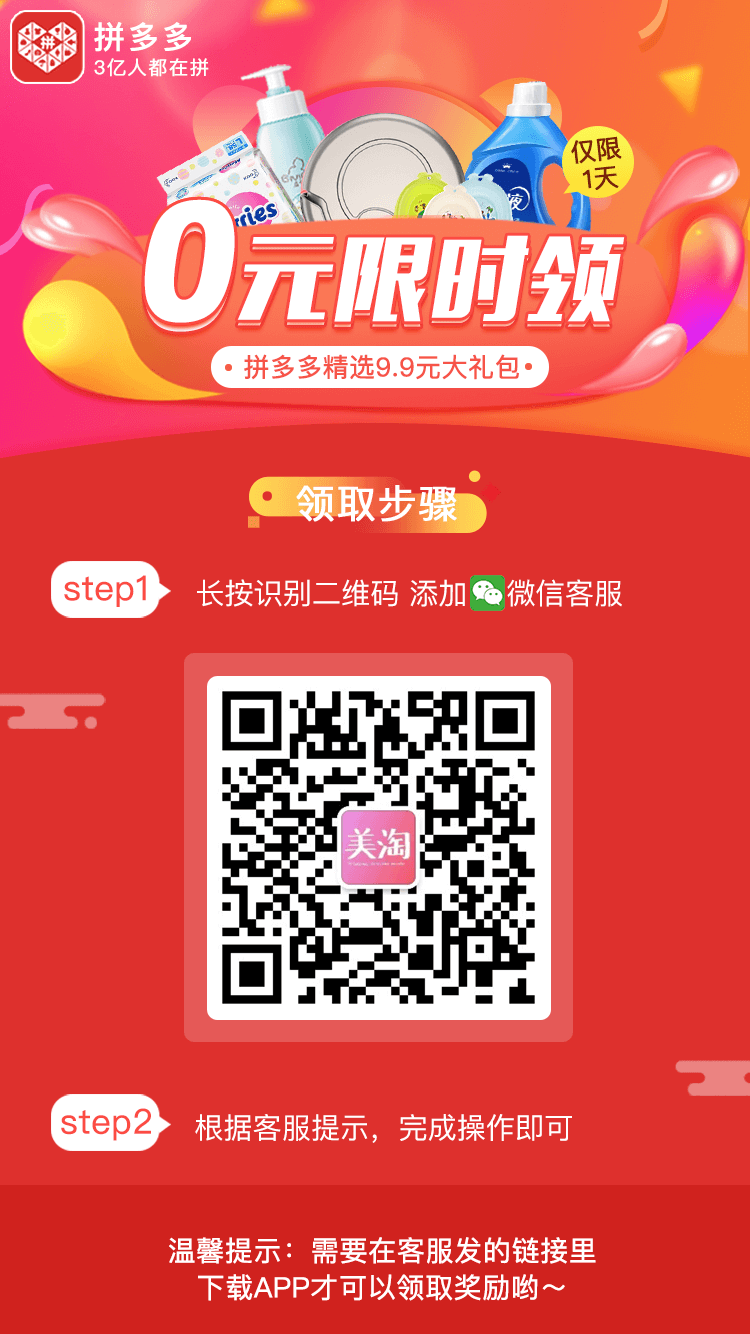 拼多多
3亿人都在拼
拼
仅限
1天
0元限时领
·拼多多精选9.9元大礼包·
领取步骤
step1
长按识别二维码 添加微信客服
美淘
step2
根据客服提示，完成操作即可
温馨提示：需要在客服发的链接里
下载APP才可以领取奖励哟～